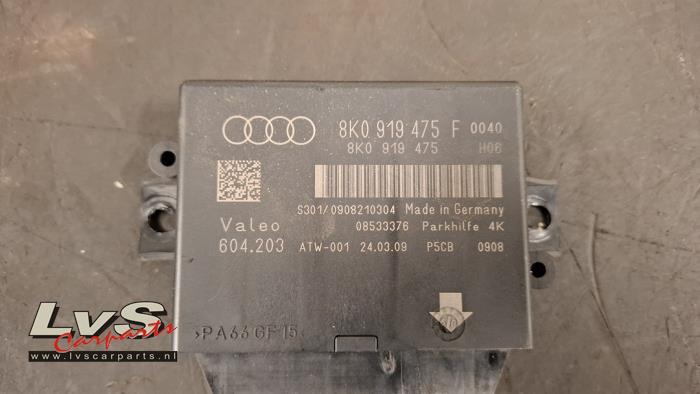 8K0 919 475 F 0040
8K0 919 475 H06
S301/0908210304 Made in Germany
Valeo 08533376 Parkhilfe 4K
604.203 ATW-001 24.03.09 P5CB 0908
>PA66GF15<
LvS
Carparts
www.lvscarparts.nl